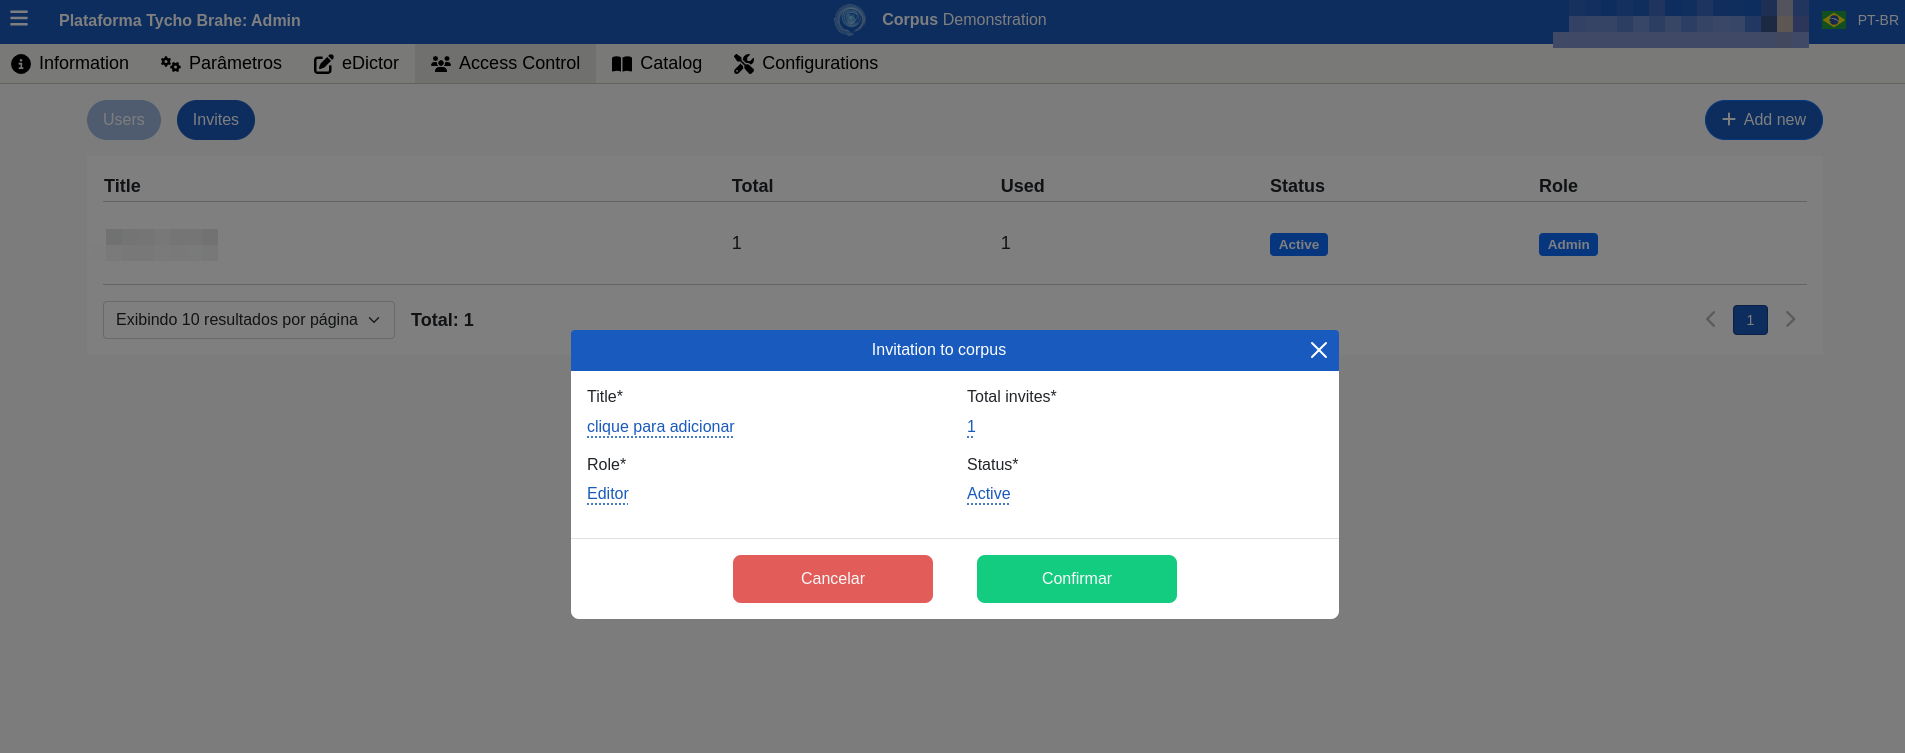 Plataforma Tycho Brahe: Admin
Corpus Demonstration
PT-BR
Information
Parâmetros
eDictor
Access Control
Catalog
Configurations
Users
Invites
Add new
Title Total Used Status Role
1 1 Active Admin
Exibindo 10 resultados por página
Total: 1
1
Invitation to corpus
Title* Total invites*
clique para adicionar 1
Role* Status*
Editor Active
Cancelar Confirmar